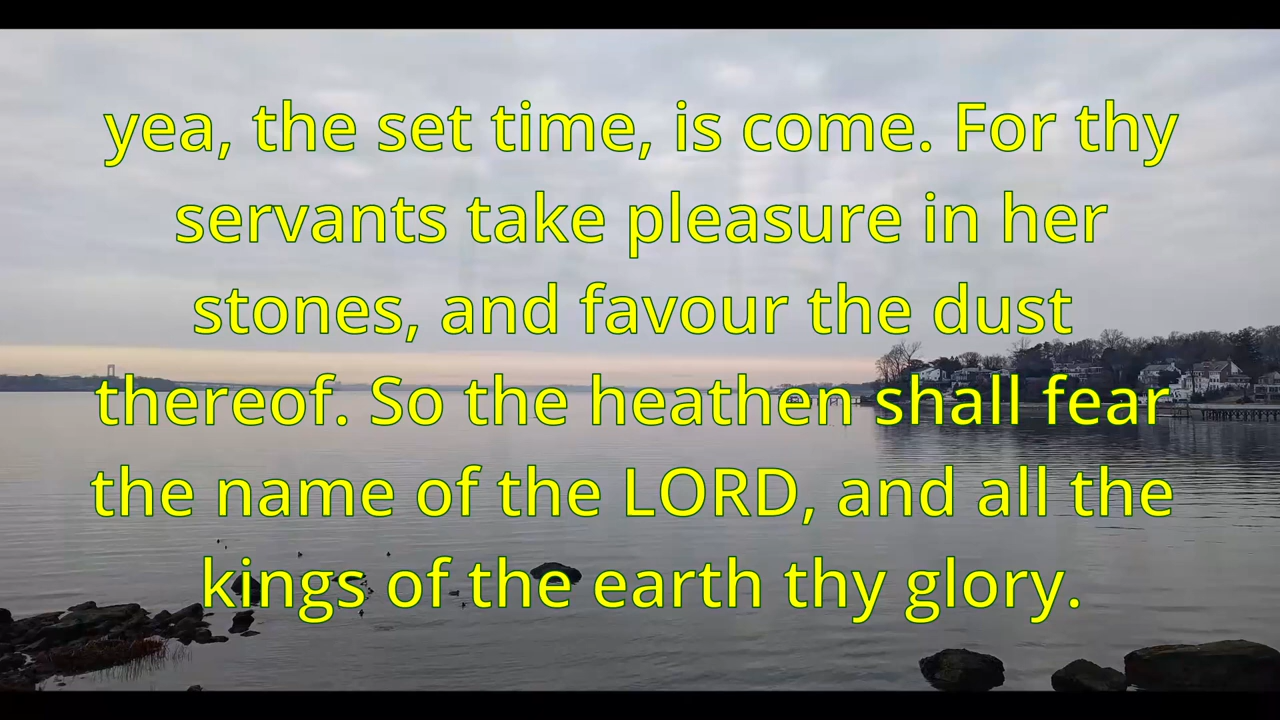 yea, the set time, is come. For thy
servants take pleasure in her
stones, and favour the dust
thereof. So the heathen shall fear
the name of the LORD, and all the
kings of the earth thy glory.